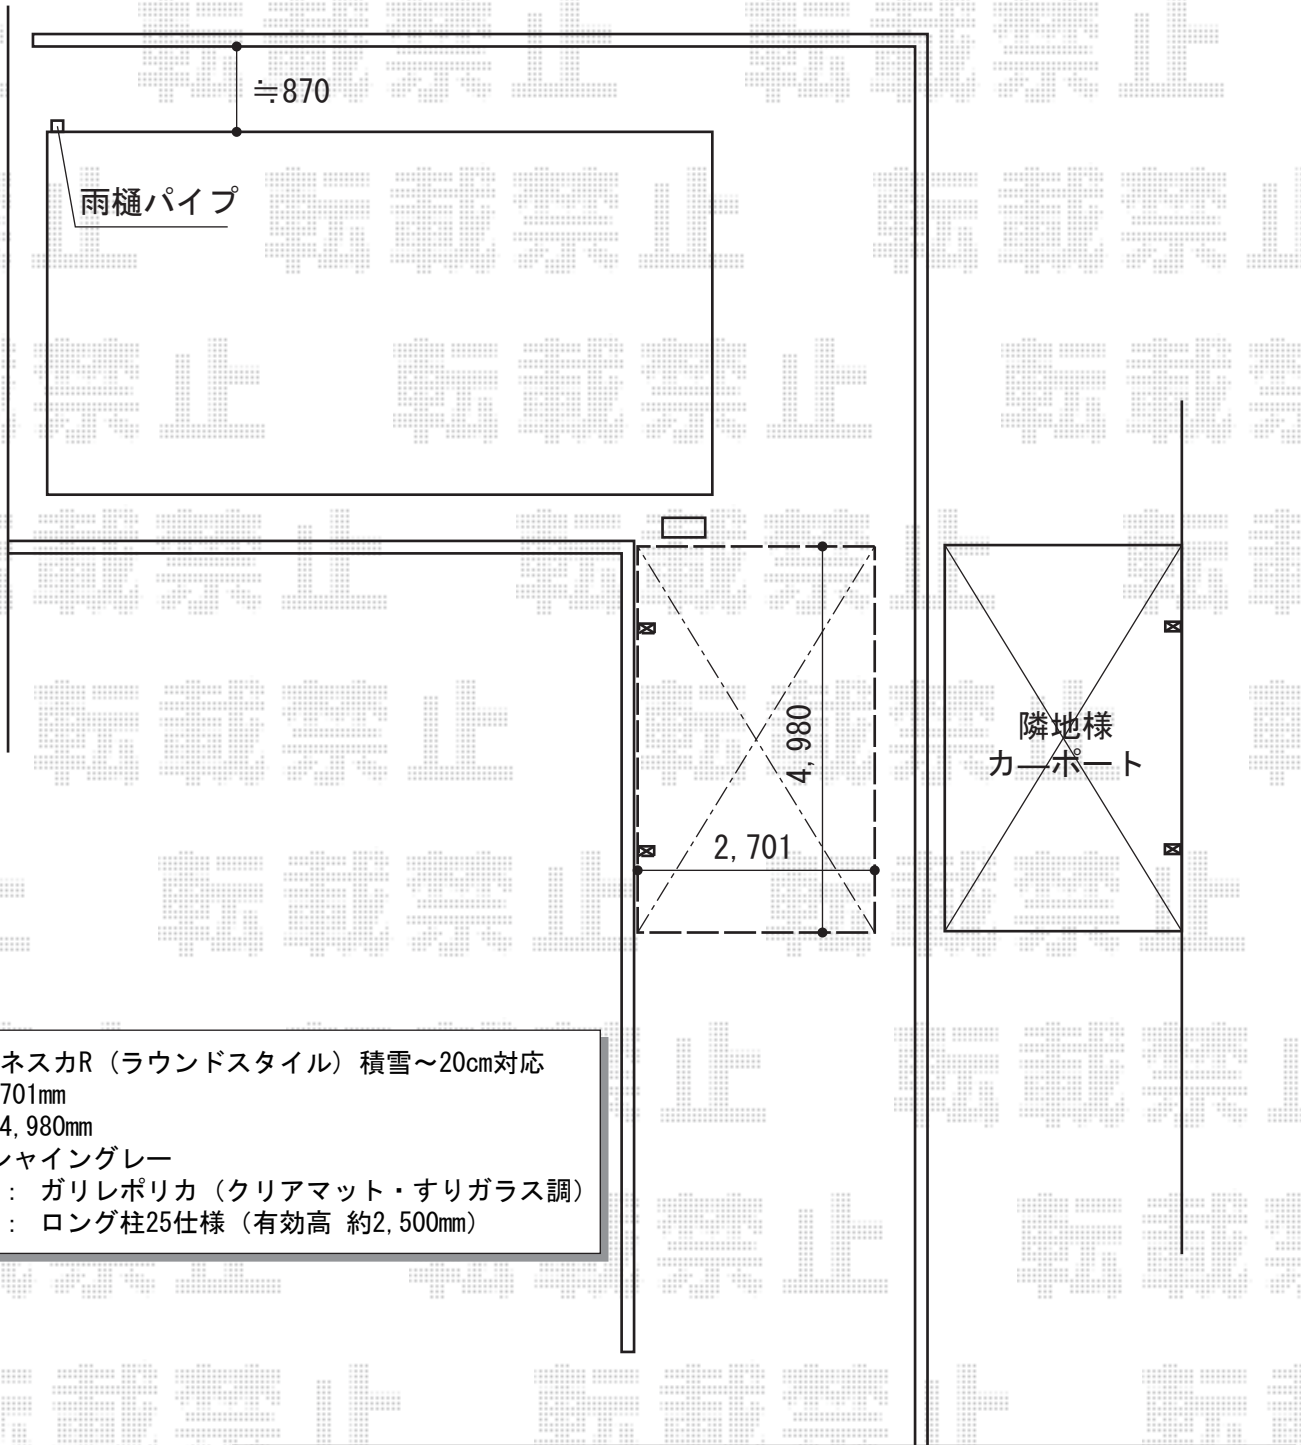 ≒870
雨樋パイプ
4,980
2,701
隣地様
カーポート
ネスカR（ラウンドスタイル）積雪～20cm対応
701mm
4,980mm
シャイングレー
： ガリレポリカ（クリアマット・すりガラス調）
： ロング柱25仕様（有効高 約2,500mm）
転載禁止